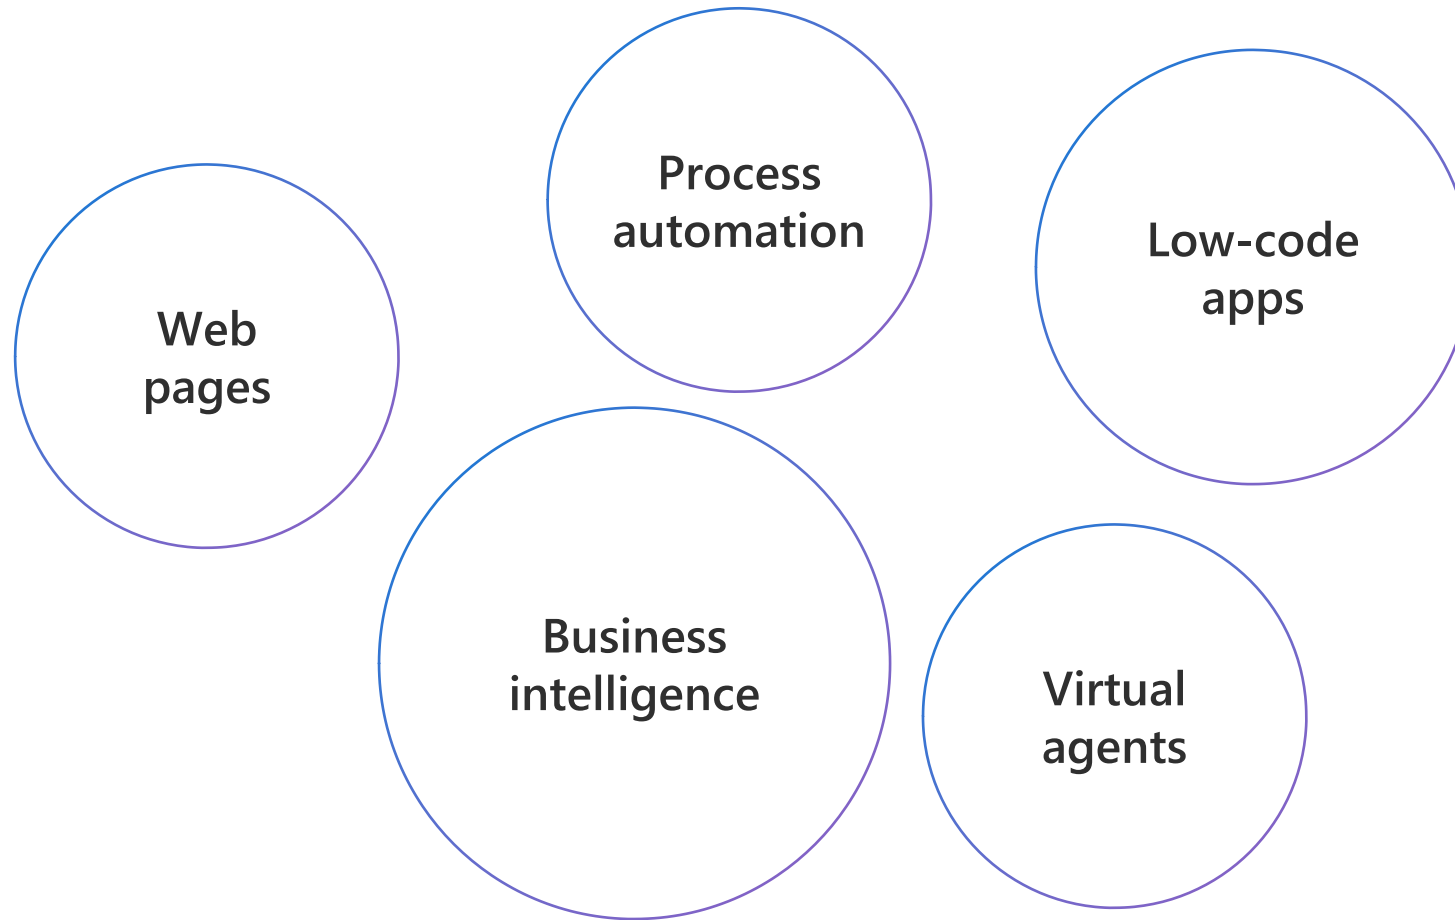 Process
automation
Low-code
apps
Web
pages
Business
intelligence
Virtual
agents